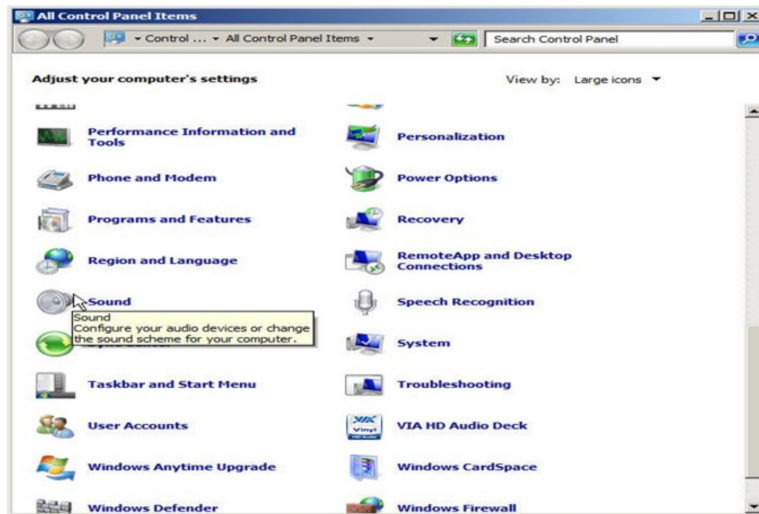 All Control Panel Items
Control ... All Control Panel Items
Search Control Panel
Adjust your computer's settings
View by: Large icons
Performance Information and
Tools
Personalization
Phone and Modem
Power Options
Programs and Features
Recovery
Region and Language
RemoteApp and Desktop
Connections
Sound
Speech Recognition
Sound
Configure your audio devices or change
the sound scheme for your computer.
System
Taskbar and Start Menu
Troubleshooting
User Accounts
VIA
Vinyl
HD Audio
VIA HD Audio Deck
Windows Anytime Upgrade
Windows CardSpace
Windows Defender
Windows Firewall